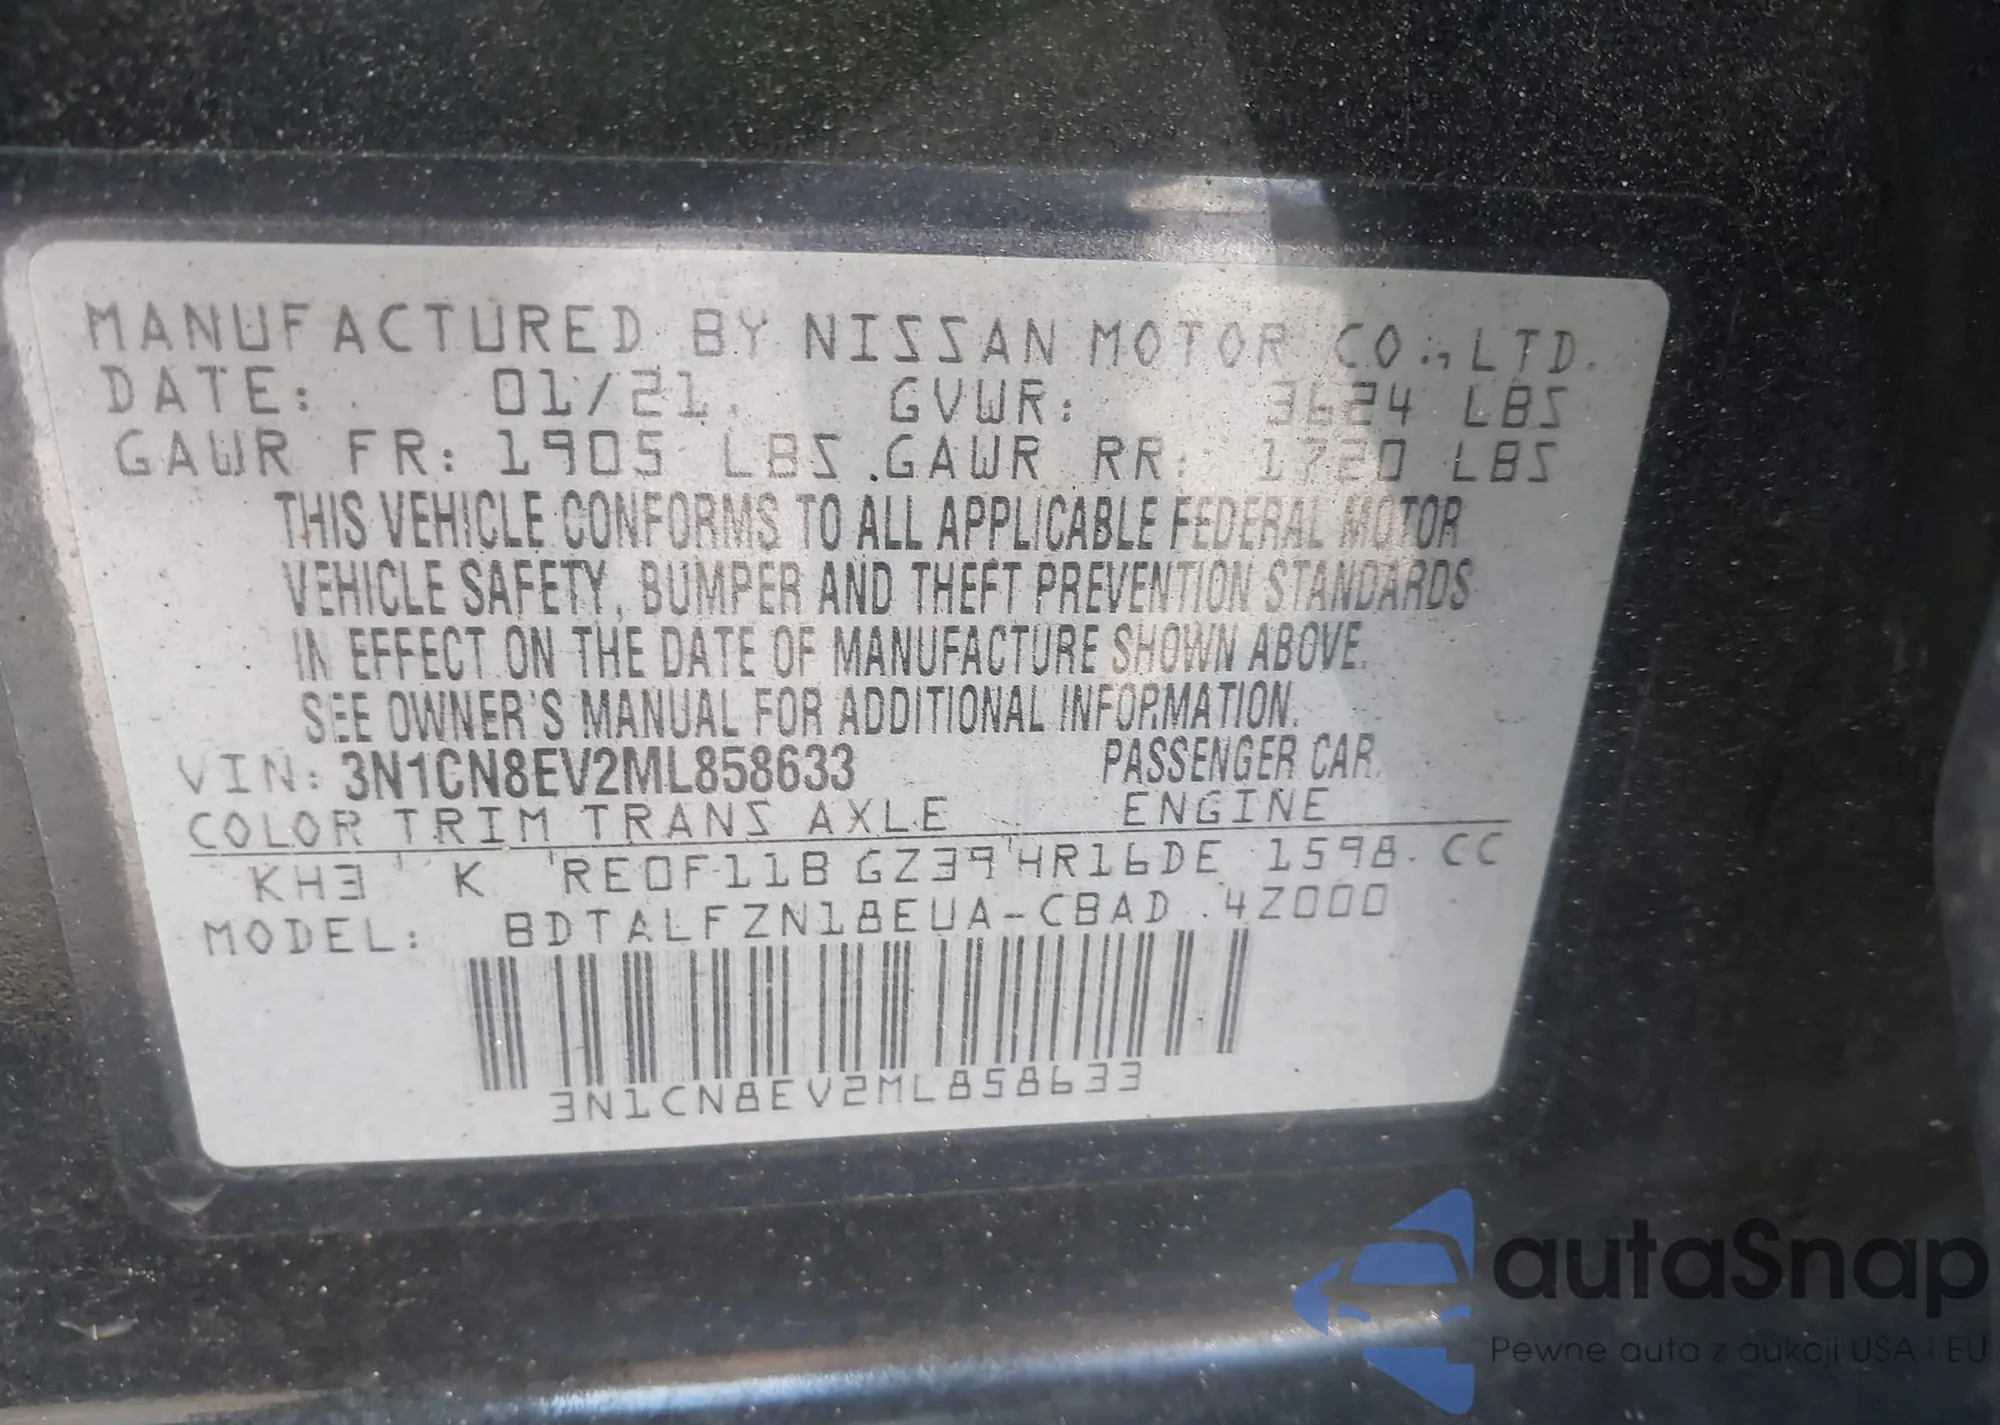 MANUFACTURED BY NISSAN MOTOR CO., LTD.
DATE: 01/21 GVWR: 3624 LBS
GAWR FR: 1905 LBS GAWR RR: 1720 LBS
THIS VEHICLE CONFORMS TO ALL APPLICABLE FEDERAL MOTOR
VEHICLE SAFETY, BUMPER AND THEFT PREVENTION STANDARDS
IN EFFECT ON THE DATE OF MANUFACTURE SHOWN ABOVE.
SEE OWNER'S MANUAL FOR ADDITIONAL INFORMATION.
VIN: 3N1CN8EV2ML858633 PASSENGER CAR
COLOR TRIM TRANS AXLE ENGINE
KH3 K RE0F11B GZ39 HR16DE 1598 CC
MODEL: BDTALFZN18EUA-CBAD 4Z000
3N1CN8EV2ML858633
autaSnap
Pewne auta z aukcji USA i EU